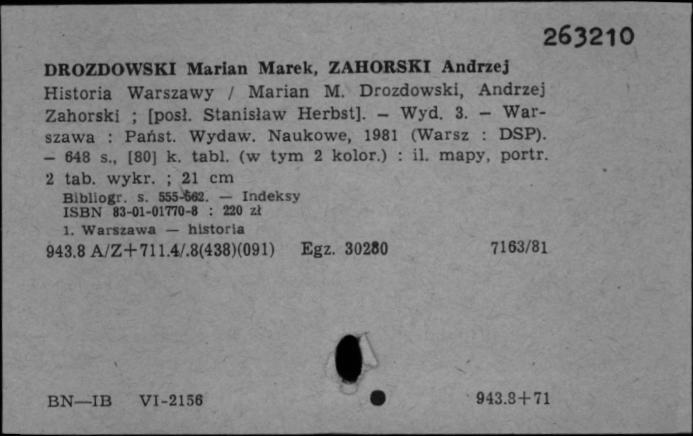 263210
DROZDOWSKI Marian Marek, ZAHORSKI Andrzej
Historia Warszawy / Marian M. Drozdowski, Andrzej
Zahorski ; [posł. Stanisław Herbst]. — Wyd. 3. — War-
szawa : Państ. Wydaw. Naukowe, 1981 (Warsz : DSP).
— 648 s., [80] k. tabl. (w tym 2 kolor.) : il. mapy, portr.
2 tab. wykr. ; 21 cm
Bibliogr. s. 555-562. — Indeksy
ISBN 83-01-01770-8 : 220 zł
1. Warszawa — historia
943.8 A/Z+711.4/.8(438)(091) Egz. 30280 7163/81
BN—IB VI-2156 943.8+71